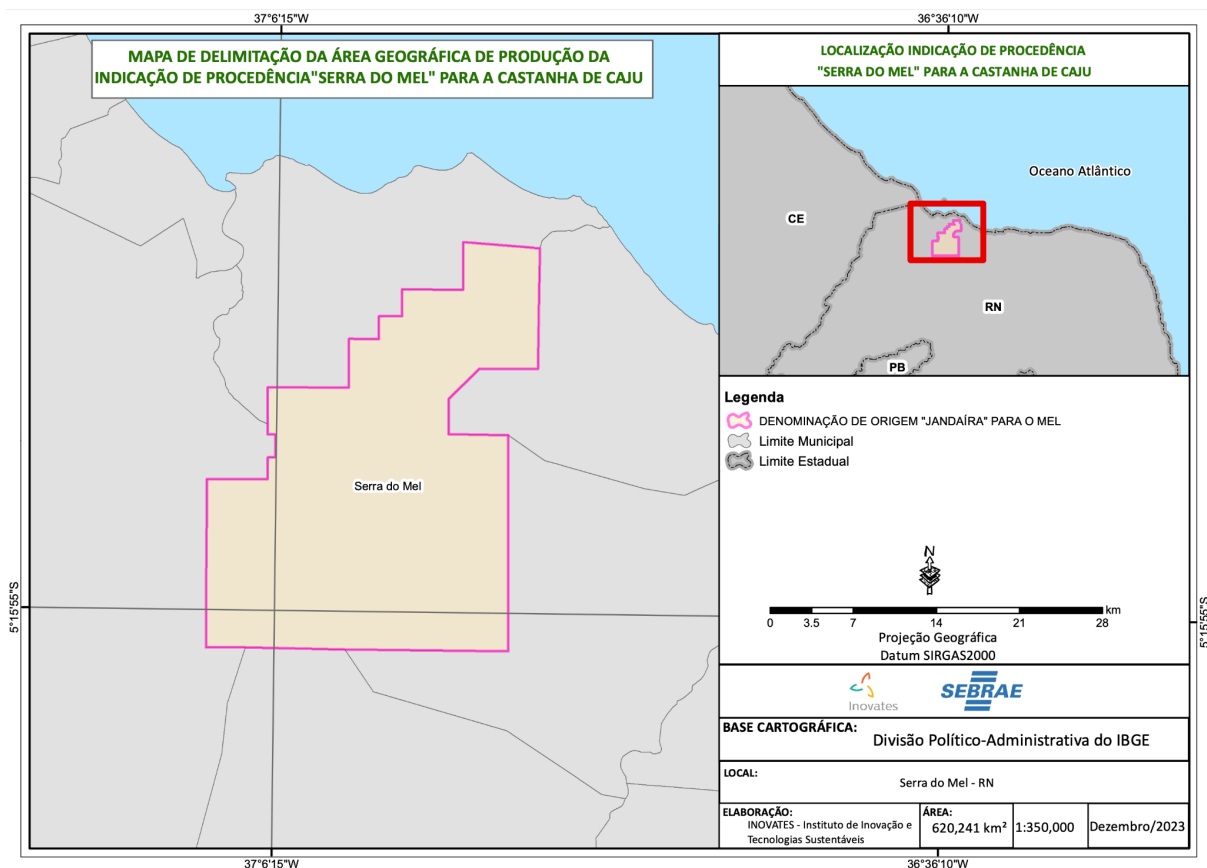 37°6'15"W
36°36'10"W
MAPA DE DELIMITAÇÃO DA ÁREA GEOGRÁFICA DE PRODUÇÃO DA
INDICAÇÃO DE PROCEDÊNCIA"SERRA DO MEL" PARA A CASTANHA DE CAJU
LOCALIZAÇÃO INDICAÇÃO DE PROCEDÊNCIA
"SERRA DO MEL" PARA A CASTANHA DE CAJU
Oceano Atlântico
CE
RN
PB
Serra do Mel
5°15'55"S
5°15'55"S
Legenda
DENOMINAÇÃO DE ORIGEM "JANDAÍRA" PARA O MEL
Limite Municipal
Limite Estadual
N
km
0 3.5 7 14 21 28
Projeção Geográfica
Datum SIRGAS2000
Inovates
SEBRAE
BASE CARTOGRÁFICA: Divisão Político-Administrativa do IBGE
LOCAL:
Serra do Mel - RN
ELABORAÇÃO:
INOVATES - Instituto de Inovação e
Tecnologias Sustentáveis
ÁREA:
620,241 km²
1:350,000
Dezembro/2023
37°6'15"W
36°36'10"W